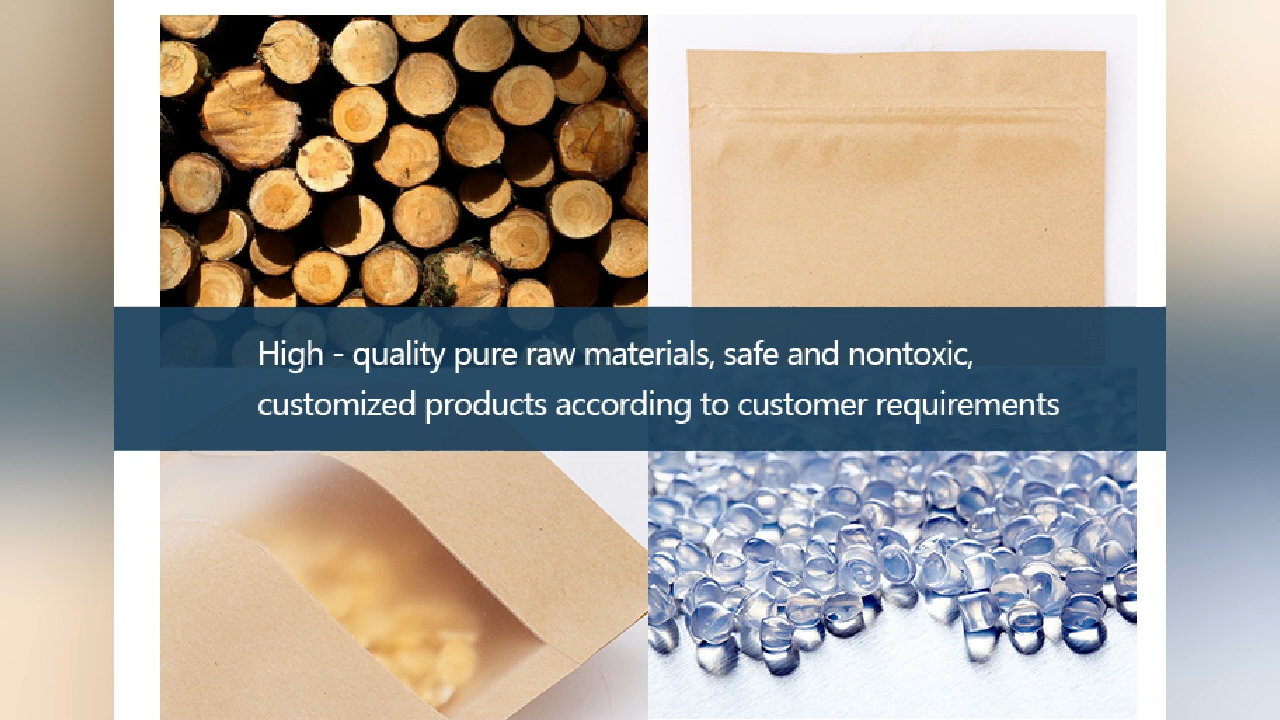 High - quality pure raw materials, safe and nontoxic,
customized products according to customer requirements